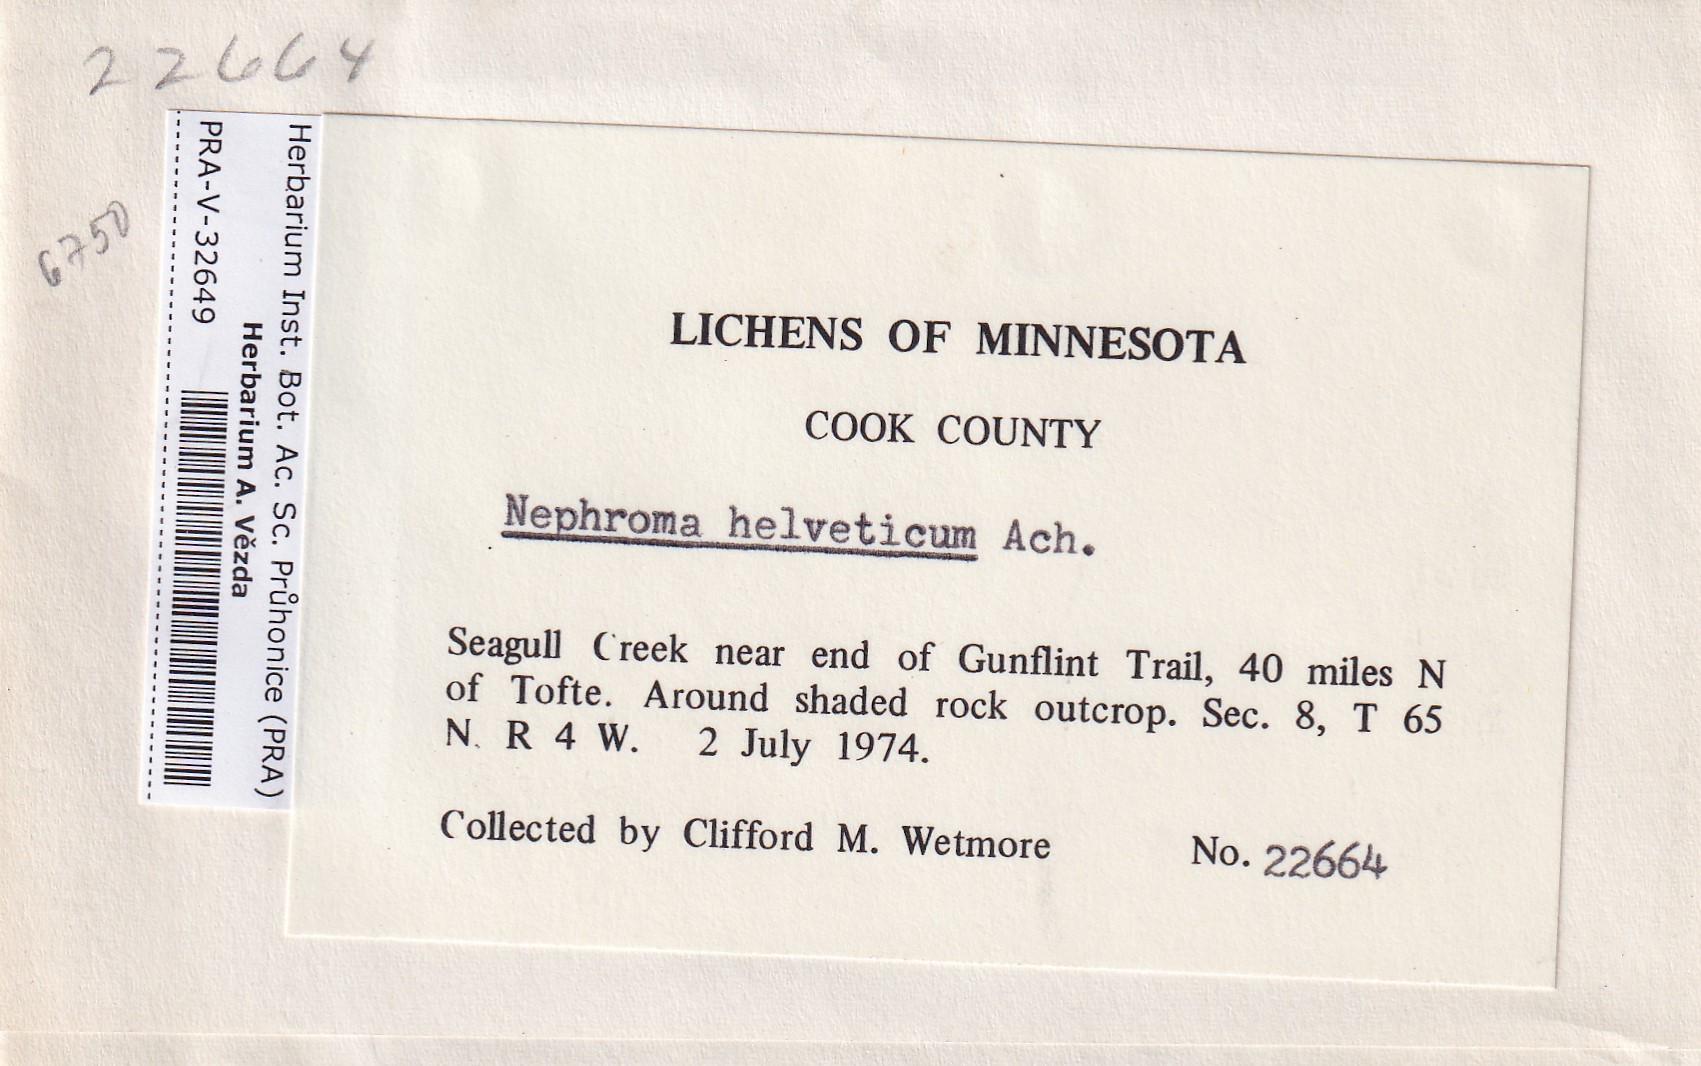 22664
6750
Herbarium Inst. Bot. Ac. Sc. Průhonice (PRA)
Herbarium A. Vězda
PRA-V-32649
LICHENS OF MINNESOTA
COOK COUNTY
Nephroma helveticum Ach.
Seagull Creek near end of Gunflint Trail, 40 miles N
of Tofte. Around shaded rock outcrop. Sec. 8, T 65
N. R 4 W. 2 July 1974.
Collected by Clifford M. Wetmore No. 22664